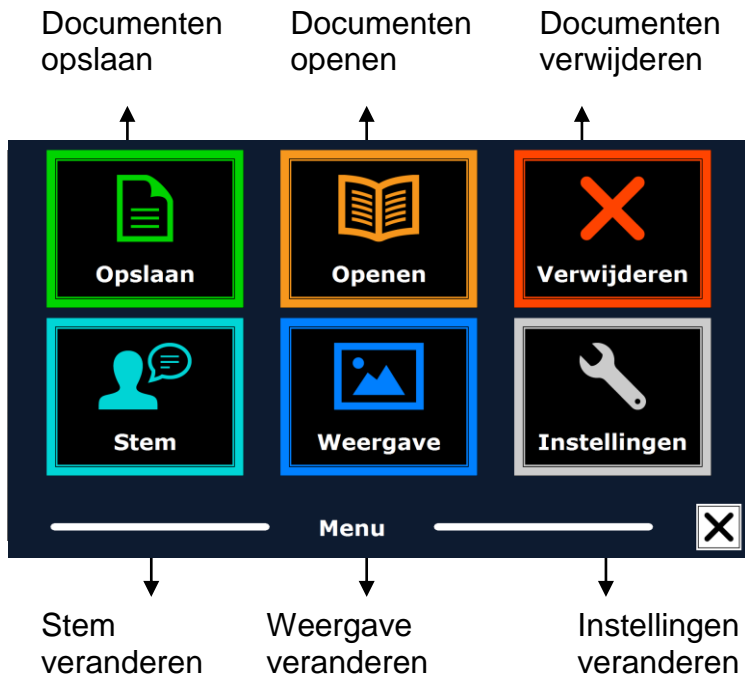 Documenten
opslaan
Documenten
openen
Documenten
verwijderen
Opslaan
Openen
Verwijderen
Stem
Weergave
Instellingen
Menu
Stem
veranderen
Weergave
veranderen
Instellingen
veranderen